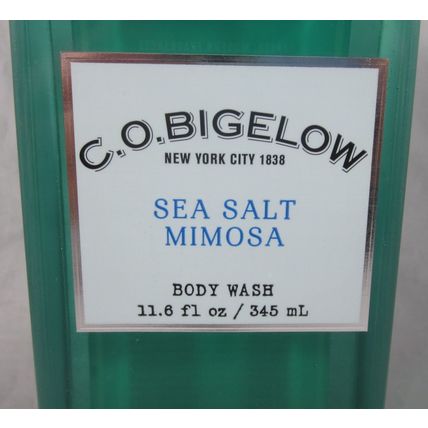 C.O.BIGELOW
NEW YORK CITY 1838
SEA SALT
MIMOSA
BODY WASH
11.6 fl oz / 345 mL